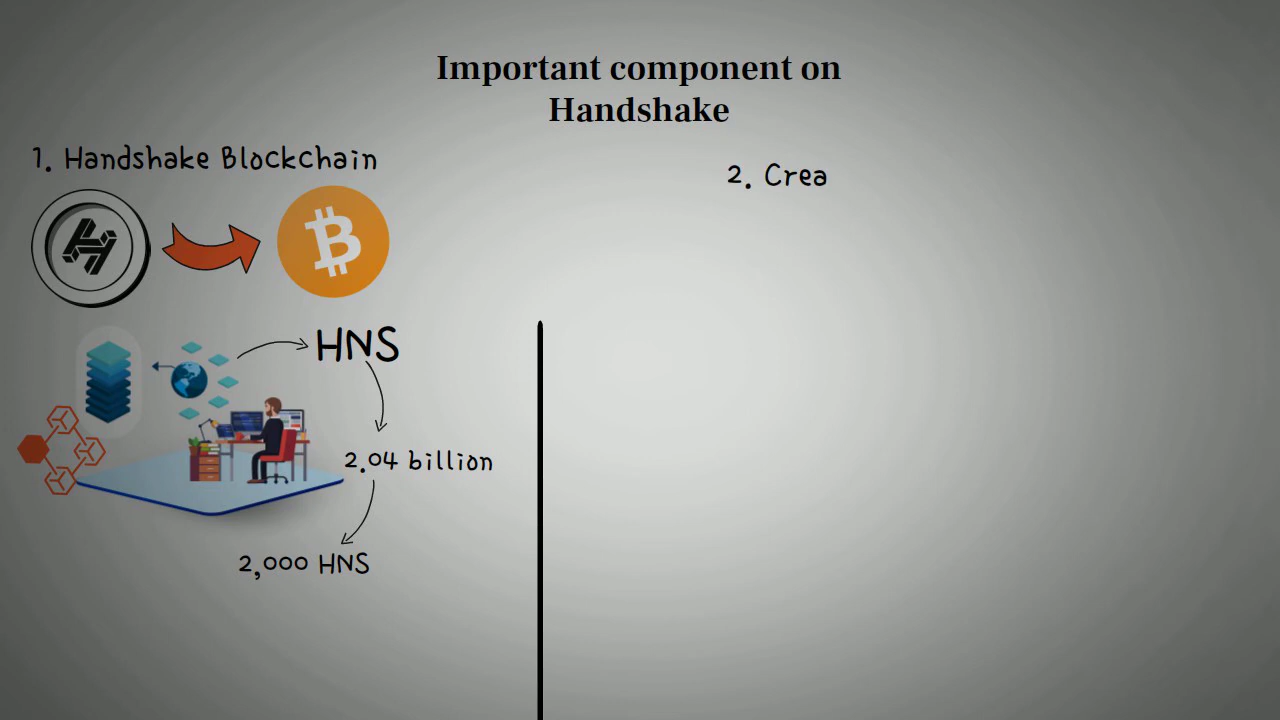 Important component on
Handshake
1. Handshake Blockchain
HNS
2.04 billion
2,000 HNS
2. Crea